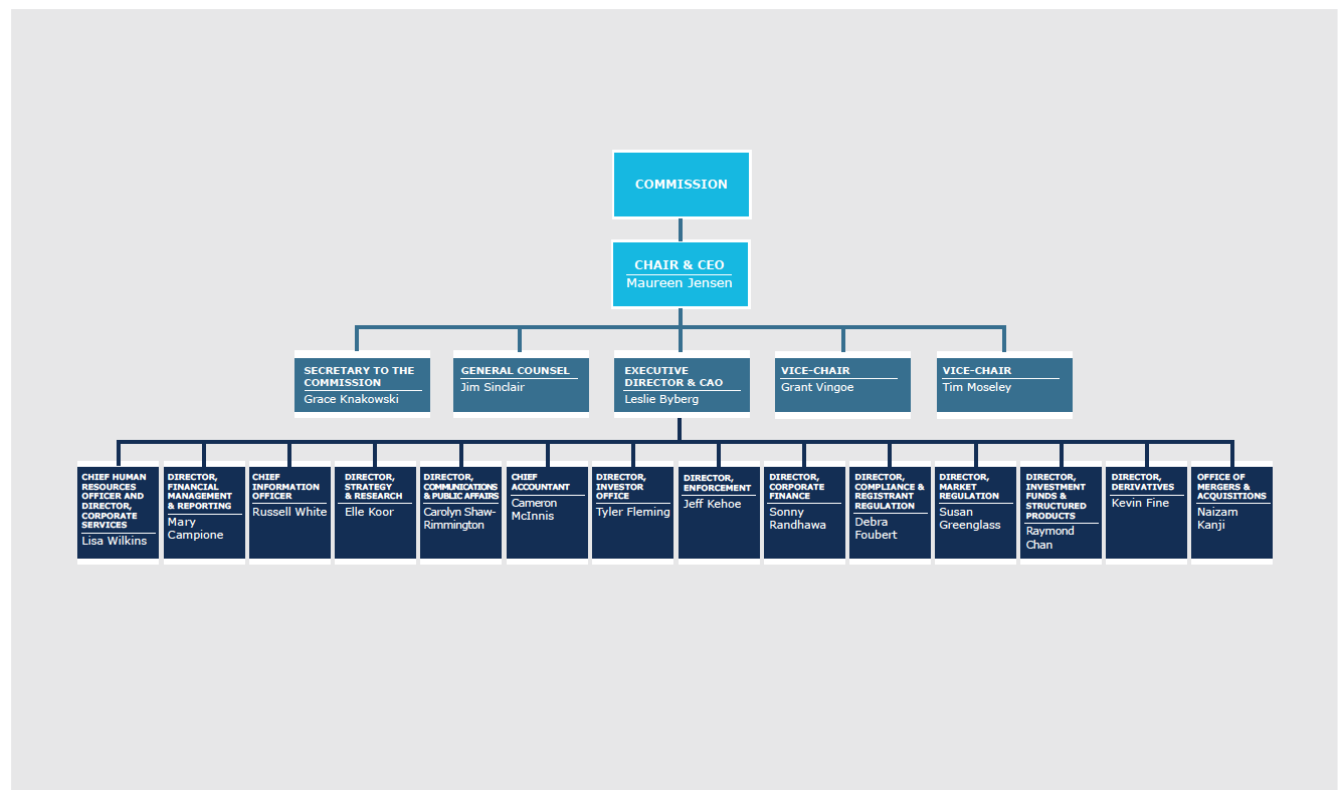 COMMISSION
CHAIR & CEO
Maureen Jensen
SECRETARY TO THE
COMMISSION
Grace Knakowski
GENERAL COUNSEL
Jim Sinclair
EXECUTIVE
DIRECTOR & CAO
Leslie Byberg
VICE-CHAIR
Grant Vingoe
VICE-CHAIR
Tim Moseley
CHIEF HUMAN
RESOURCES
OFFICER AND
DIRECTOR,
CORPORATE
SERVICES
Lisa Wilkins
DIRECTOR,
FINANCIAL
MANAGEMENT
& REPORTING
Mary
Campione
CHIEF
INFORMATION
OFFICER
Russell White
DIRECTOR,
STRATEGY
& RESEARCH
Elle Koor
DIRECTOR,
COMMUNICATIONS
& PUBLIC AFFAIRS
Carolyn Shaw-
Rimmington
CHIEF
ACCOUNTANT
Cameron
McInnis
DIRECTOR,
INVESTOR
OFFICE
Tyler Fleming
DIRECTOR,
ENFORCEMENT
Jeff Kehoe
DIRECTOR,
CORPORATE
FINANCE
Sonny
Randhawa
DIRECTOR,
COMPLIANCE &
REGISTRANT
REGULATION
Debra
Foubert
DIRECTOR,
MARKET
REGULATION
Susan
Greenglass
DIRECTOR,
INVESTMENT
FUNDS &
STRUCTURED
PRODUCTS
Raymond
Chan
DIRECTOR,
DERIVATIVES
Kevin Fine
OFFICE OF
MERGERS &
ACQUISITIONS
Naizam
Kanji